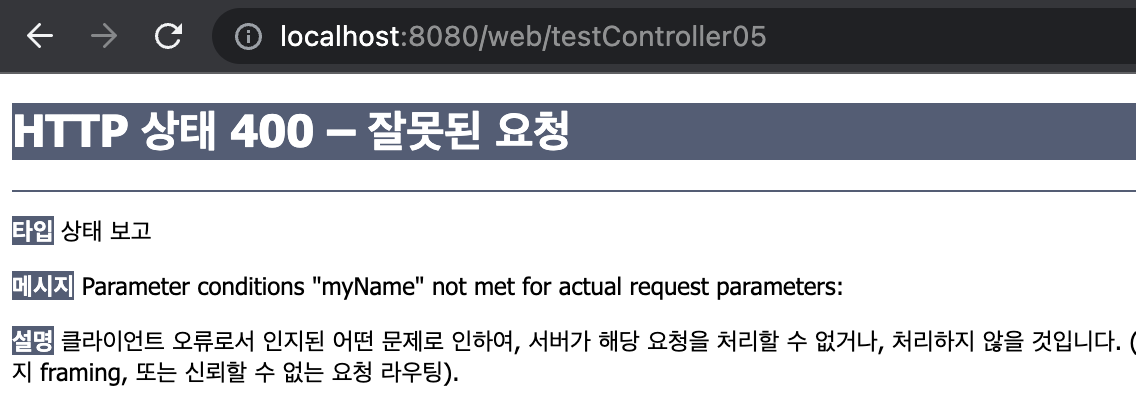 localhost:8080/web/testController05
HTTP 상태 400 – 잘못된 요청
타입 상태 보고
메시지 Parameter conditions "myName" not met for actual request parameters:
설명 클라이언트 오류로서 인지된 어떤 문제로 인하여, 서버가 해당 요청을 처리할 수 없거나, 처리하지 않을 것입니다. (
지 framing, 또는 신뢰할 수 없는 요청 라우팅).